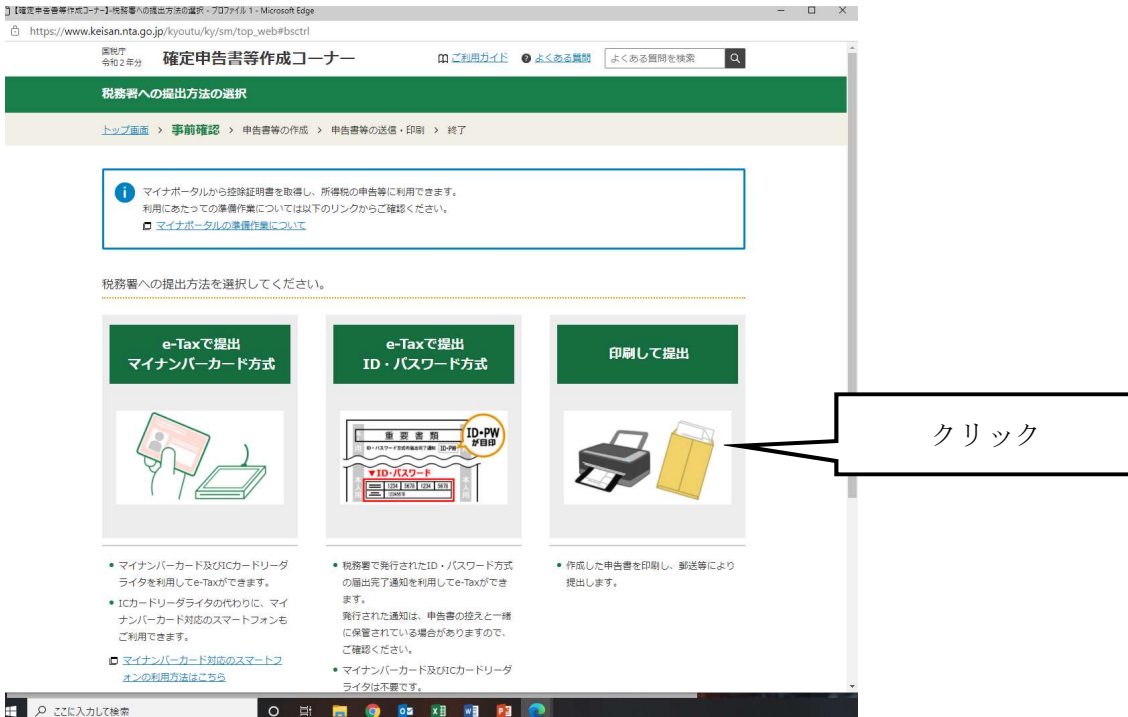 【確定申告書等作成コーナー】-税務署への提出方法の選択 - プロファイル 1 - Microsoft Edge
https://www.keisan.nta.go.jp/kyoutu/ky/sm/top_web#bsctrl
国税庁
令和2年分
確定申告書等作成コーナー
ご利用ガイド
よくある質問
よくある質問を検索
税務署への提出方法の選択
トップ画面 > 事前確認 > 申告書等の作成 > 申告書等の送信・印刷 > 終了
マイナポータルから控除証明書を取得し、所得税の申告等に利用できます。
利用にあたっての準備作業については以下のリンクからご確認ください。
マイナポータルの準備作業について
税務署への提出方法を選択してください。
e-Taxで提出
マイナンバーカード方式
• マイナンバーカード及びICカードリーダ
ライタを利用してe-Taxができます。
• ICカードリーダライタの代わりに、マイ
ナンバーカード対応のスマートフォンも
ご利用できます。
マイナンバーカード対応のスマートフ
ォンの利用方法はこちら
e-Taxで提出
ID・パスワード方式
重要書類
ID-PW
ID•PW
が目印
▼ID・パスワード
1234 5678 1234 5678
本人用
本人用
• 税務署で発行されたID・パスワード方式
の届出完了通知を利用してe-Taxができ
ます。
発行された通知は、申告書の控えと一緒
に保管されている場合がありますので、
ご確認ください。
• マイナンバーカード及びICカードリーダ
ライタは不要です。
印刷して提出
• 作成した申告書を印刷し、郵送等により
提出します。
クリック
ここに入力して検索